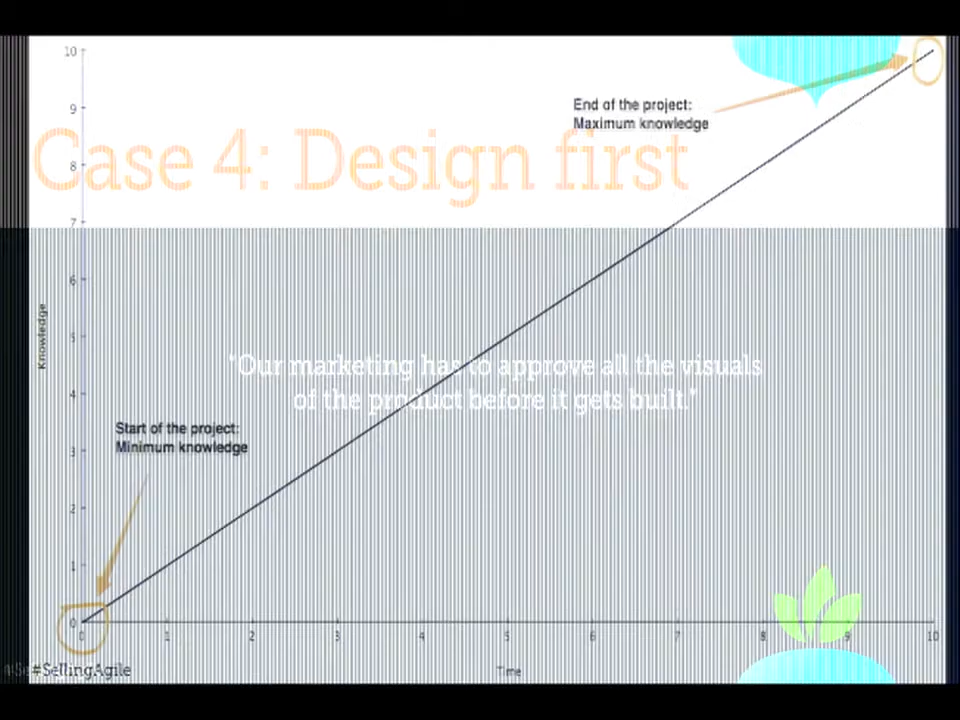 10
End of the project:
Maximum knowledge
9
Case 4: Design first
8
7
6
Knowledge
5
"Our marketing has to approve all the visuals
of the product before it gets built."
4
Start of the project:
Minimum knowledge
3
2
1
0
0 1 2 3 4 5 6 7 8 9 10
#SellingAgile
Time